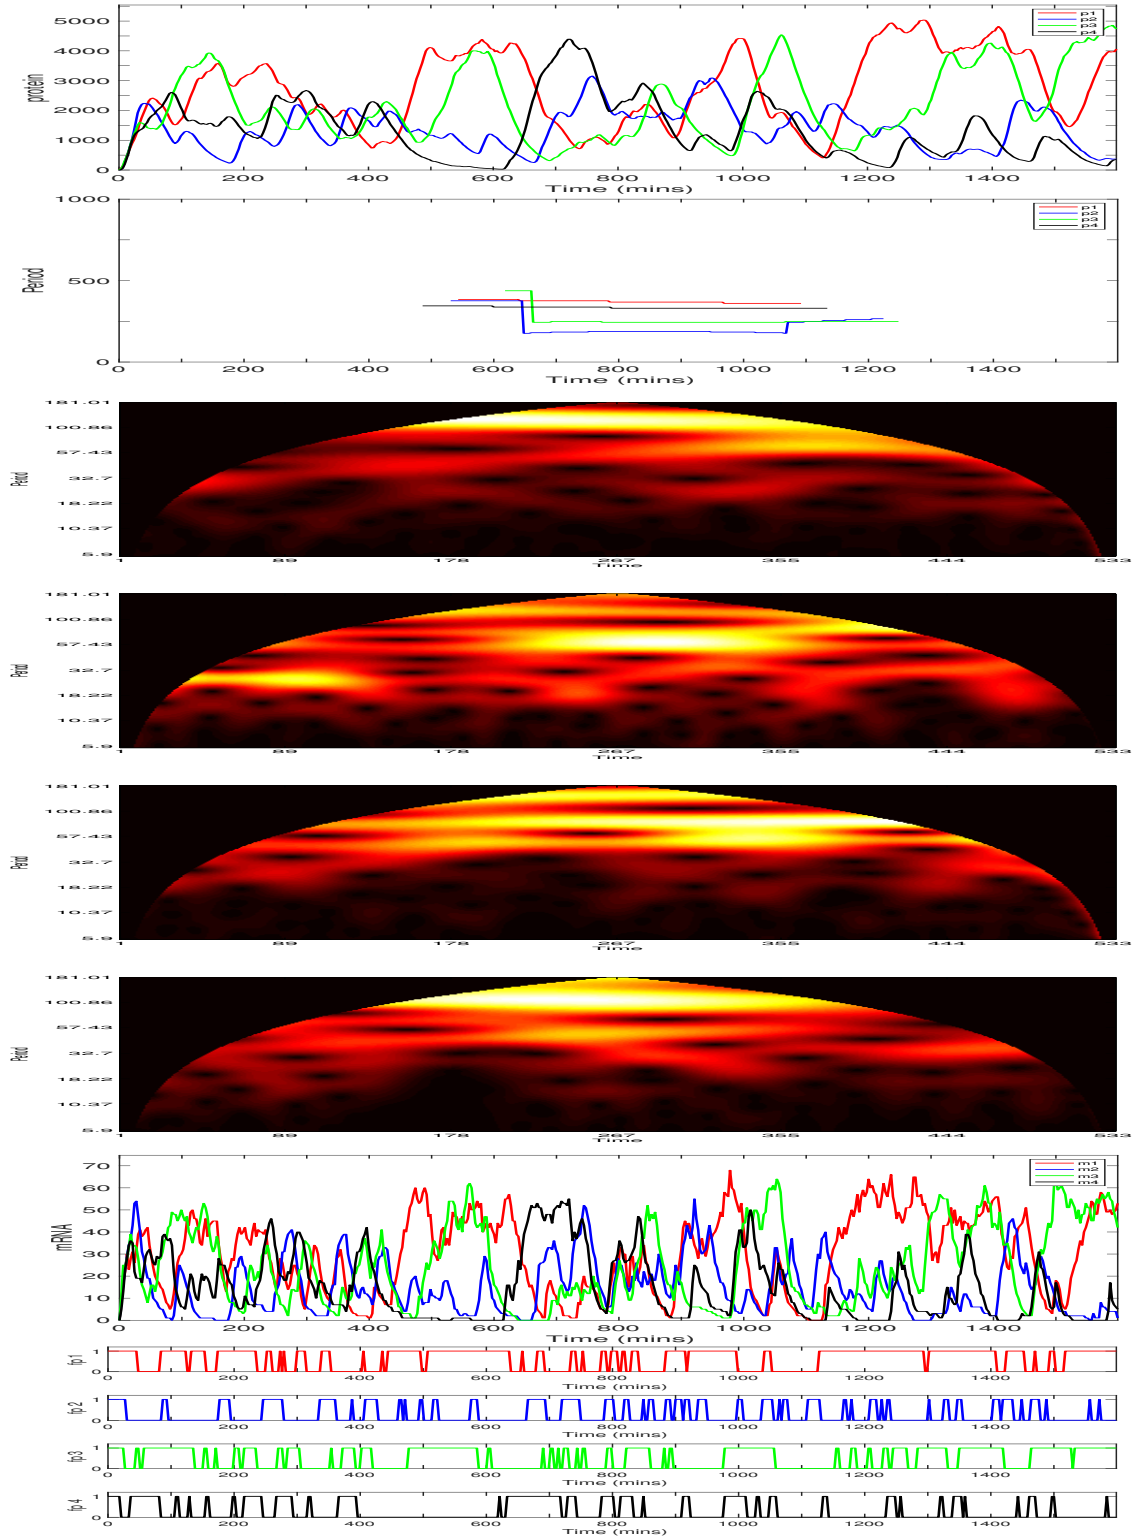 5000
4000
3000
2000
1000
0
protein
p1
p2
p3
p4
0 200 400 600 800 1000 1200 1400
Time (mins)
1000
500
0
Period
p1
p2
p3
p4
0 200 400 600 800 1000 1200 1400
Time (mins)
181.01
100.86
57.43
32.7
18.22
10.37
5.9
Period
1 89 178 267 355 444 533
Time
181.01
100.86
57.43
32.7
18.22
10.37
5.9
Period
1 89 178 267 355 444 533
Time
181.01
100.86
57.43
32.7
18.22
10.37
5.9
Period
1 89 178 267 355 444 533
Time
181.01
100.86
57.43
32.7
18.22
10.37
5.9
Period
1 89 178 267 355 444 533
Time
70
60
50
40
30
20
10
0
mRNA
m1
m2
m3
m4
0 200 400 600 800 1000 1200 1400
Time (mins)
fp1
1
0
0 200 400 600 800 1000 1200 1400
Time (mins)
fp2
1
0
0 200 400 600 800 1000 1200 1400
Time (mins)
fp3
1
0
0 200 400 600 800 1000 1200 1400
Time (mins)
fp4
1
0
0 200 400 600 800 1000 1200 1400
Time (mins)